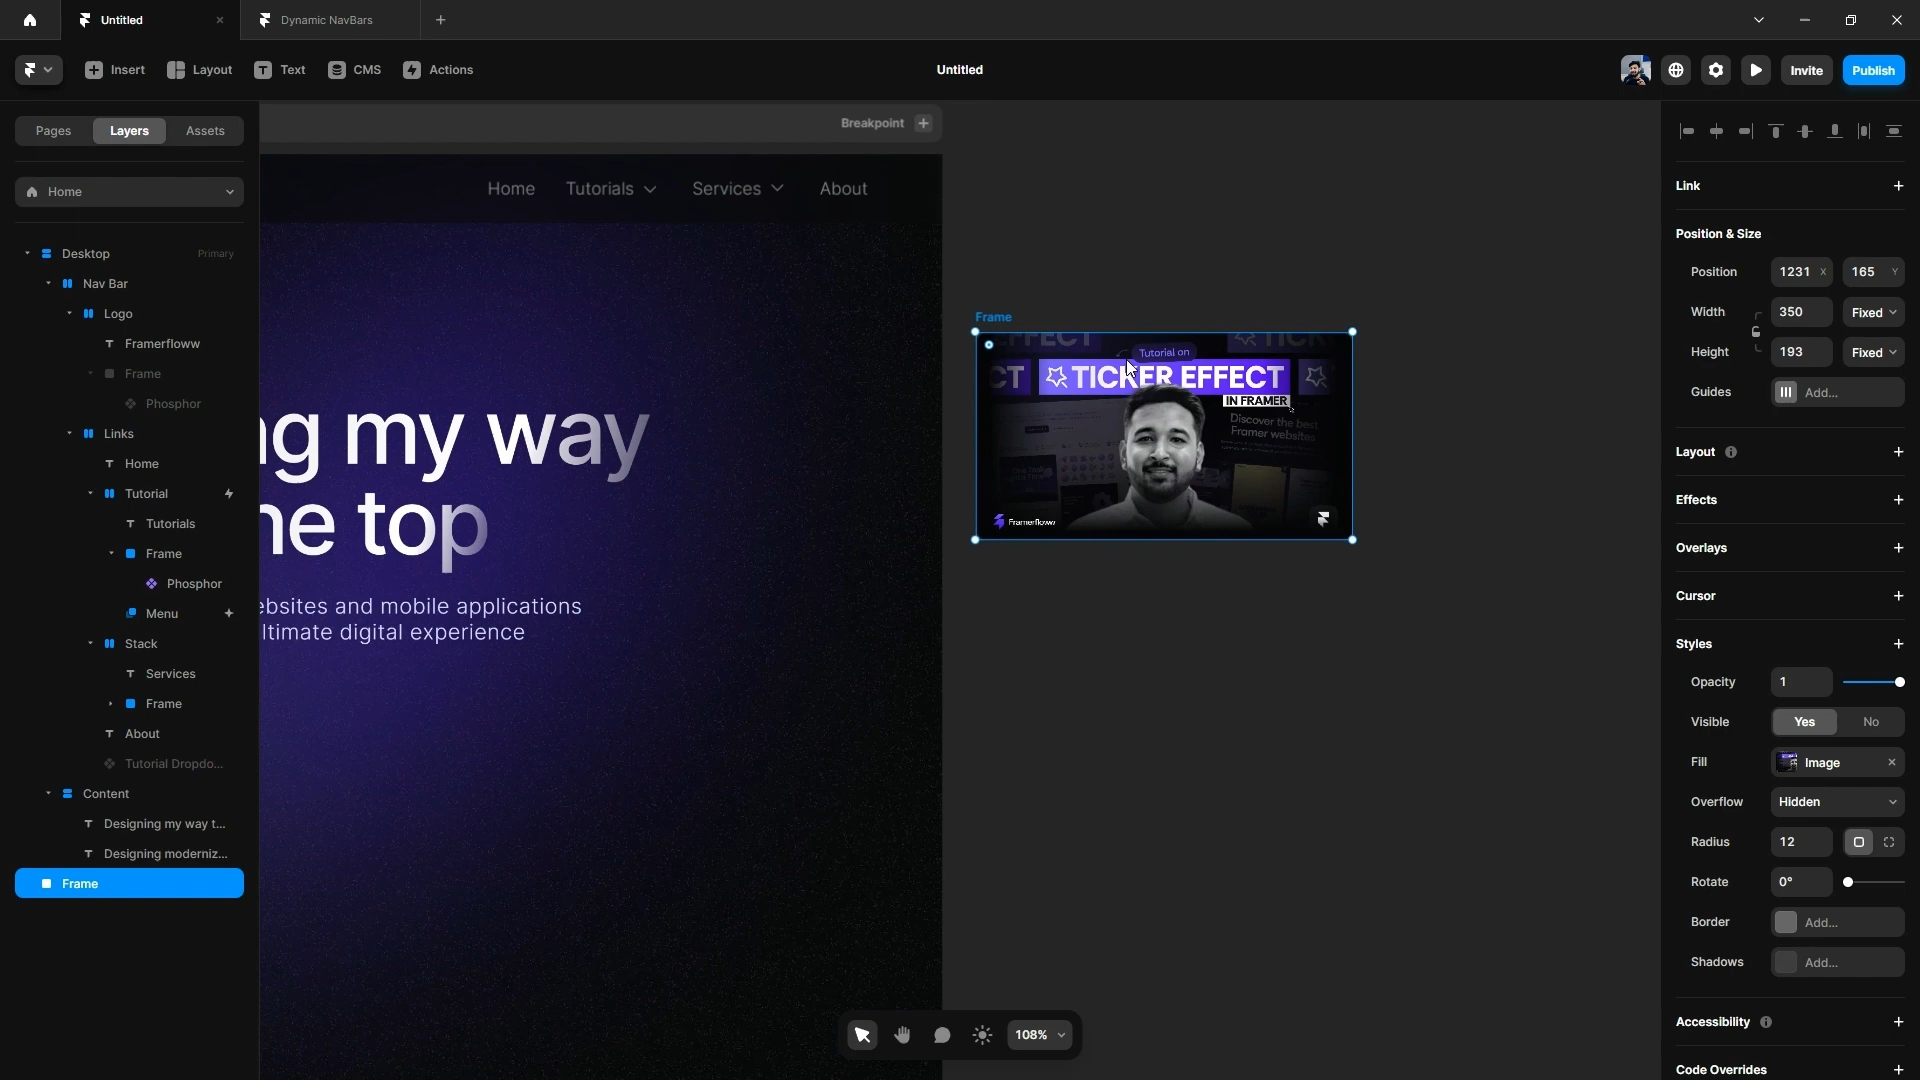 Untitled
Dynamic NavBars
Insert
Layout
Text
CMS
Actions
Untitled
Invite
Publish
Pages
Layers
Assets
Home
Desktop
Primary
Nav Bar
Logo
Framerfloww
Frame
Phosphor
Links
Home
Tutorial
Tutorials
Frame
Phosphor
Menu
Stack
Services
Frame
About
Tutorial Dropdo...
Content
Designing my way t...
Designing moderniz...
Frame
Breakpoint
Home
Tutorials
Services
About
ng my way
he top
ebsites and mobile applications
ltimate digital experience
Frame
EFFECT
TICK
Tutorial on
CT
TICKER EFFECT
IN FRAMER
Discover the best
Framer websites
Framerfloww
108%
Link
Position & Size
Position
1231 X
165 Y
Width
350
Fixed
Height
193
Fixed
Guides
Add...
Layout
Effects
Overlays
Cursor
Styles
Opacity
1
Visible
Yes
No
Fill
Image
Overflow
Hidden
Radius
12
Rotate
0°
Border
Add...
Shadows
Add...
Accessibility
Code Overrides